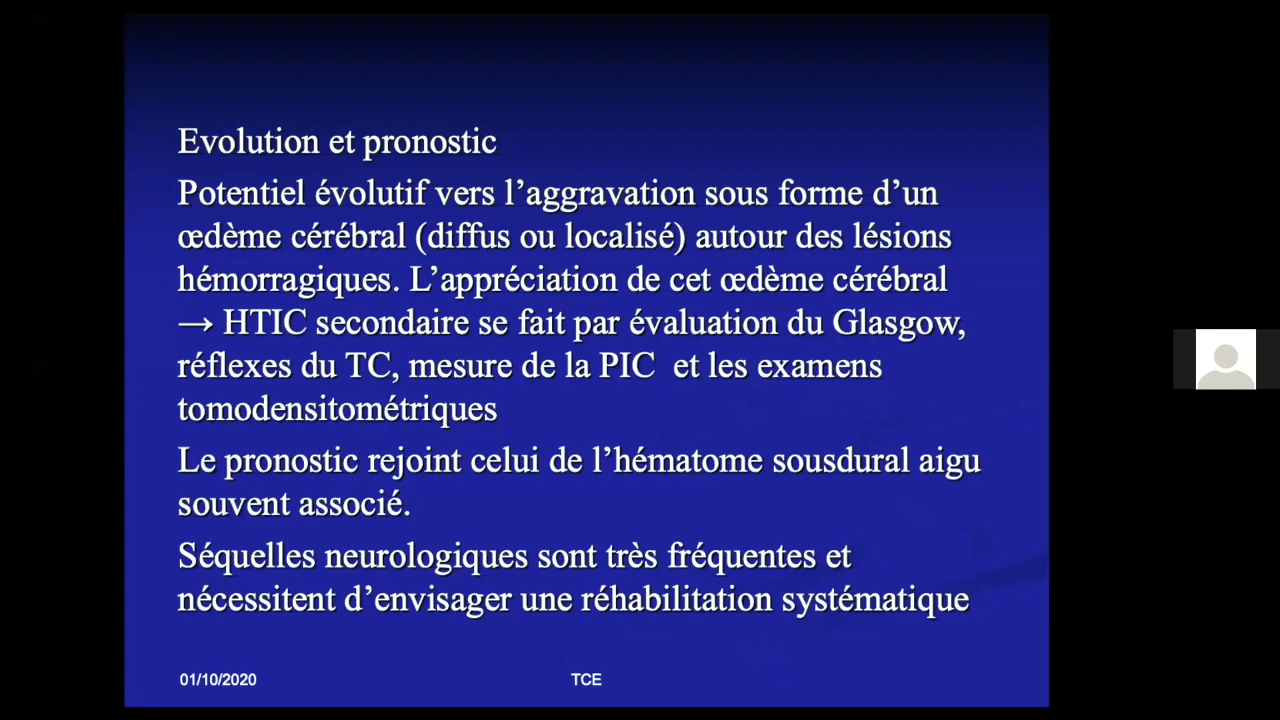 Evolution et pronostic
Potentiel évolutif vers l’aggravation sous forme d’un
œdème cérébral (diffus ou localisé) autour des lésions
hémorragiques. L’appréciation de cet œdème cérébral
→ HTIC secondaire se fait par évaluation du Glasgow,
réflexes du TC, mesure de la PIC et les examens
tomodensitométriques
Le pronostic rejoint celui de l’hématome sousdural aigu
souvent associé.
Séquelles neurologiques sont très fréquentes et
nécessitent d’envisager une réhabilitation systématique
01/10/2020 TCE